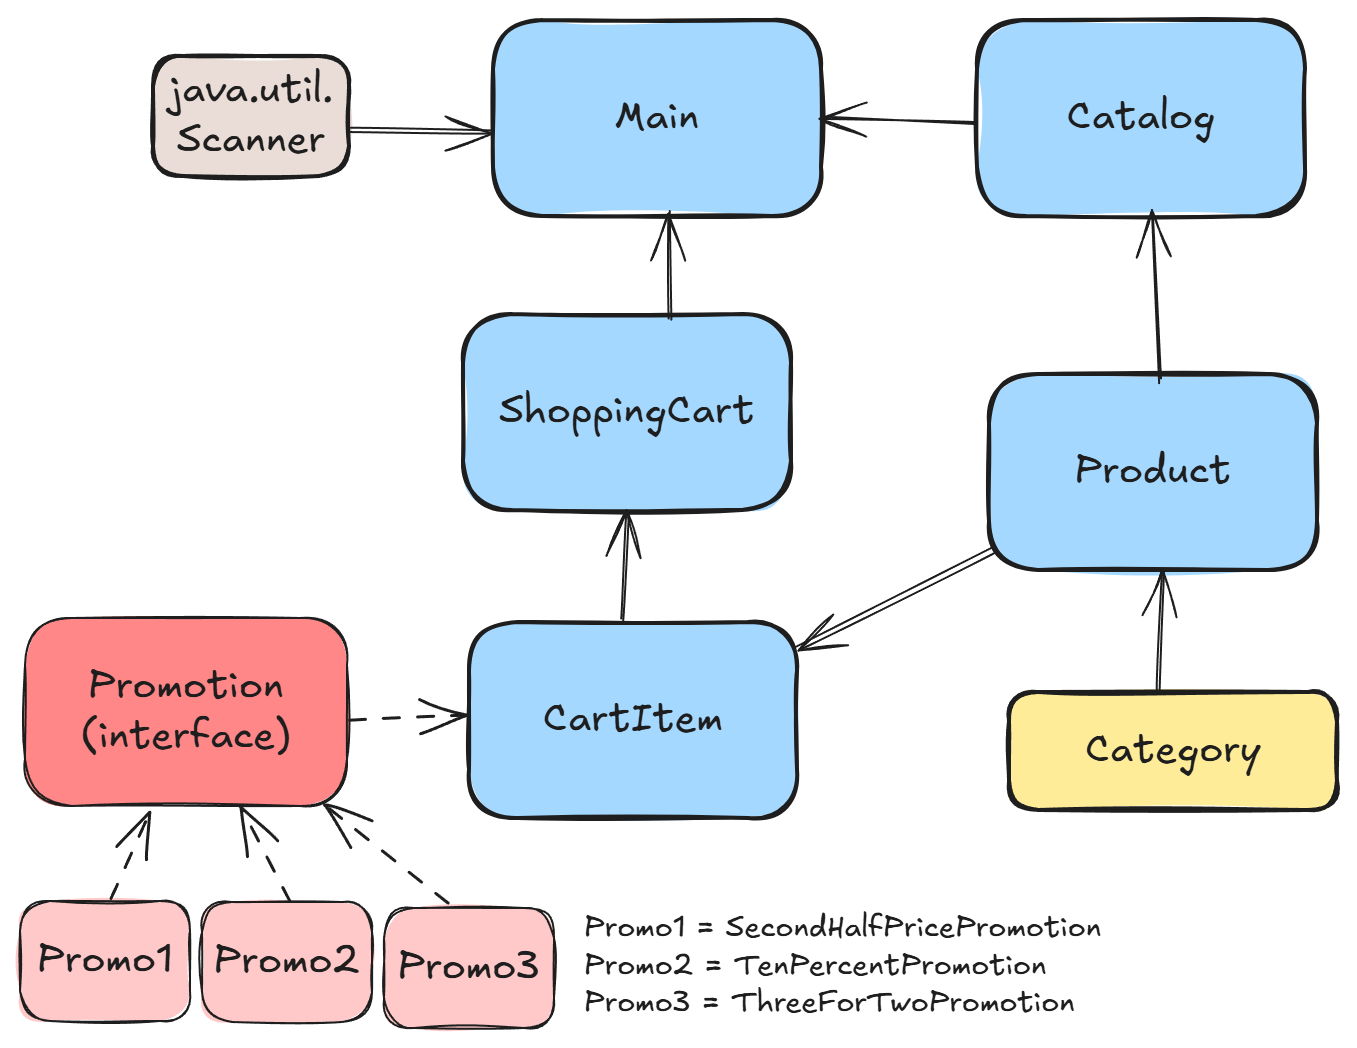 java.util.
Scanner
Main
Catalog
ShoppingCart
Product
Promotion
(interface)
CartItem
Category
Promo1
Promo2
Promo3
Promo1 = SecondHalfPricePromotion
Promo2 = TenPercentPromotion
Promo3 = ThreeForTwoPromotion